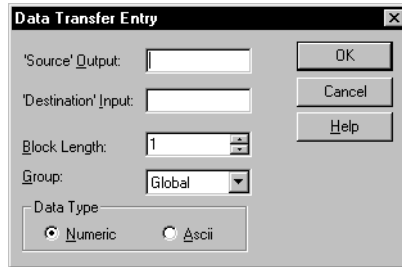 Data Transfer Entry
'Source' Output:
OK
'Destination' Input:
Cancel
Help
Block Length:
1
Group:
Global
Data Type
Numeric
Ascii